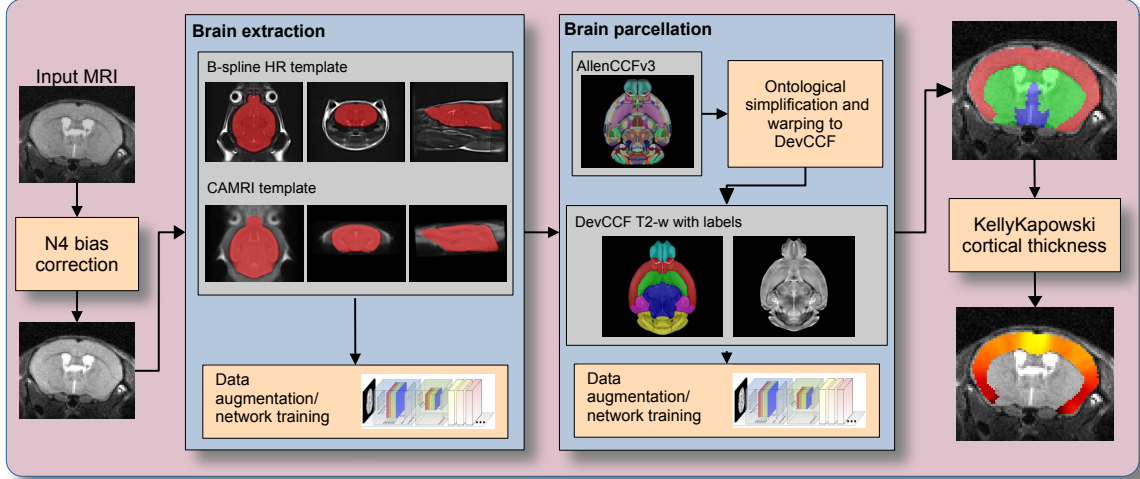 Input MRI
N4 bias
correction
Brain extraction
B-spline HR template
CAMRI template
Data
augmentation/
network training
...
Brain parcellation
AllenCCFv3
Ontological
simplification and
warping to
DevCCF
DevCCF T2-w with labels
Data
augmentation/
network training
...
KellyKapowski
cortical thickness